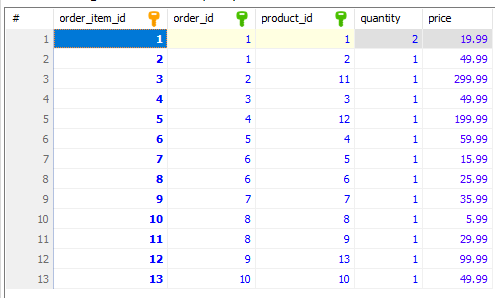 # order_item_id order_id product_id quantity price
1 1 1 1 2 19.99
2 2 1 2 1 49.99
3 3 2 11 1 299.99
4 4 3 3 1 49.99
5 5 4 12 1 199.99
6 6 5 4 1 59.99
7 7 6 5 1 15.99
8 8 6 6 1 25.99
9 9 7 7 1 35.99
10 10 8 8 1 5.99
11 11 8 9 1 29.99
12 12 9 13 1 99.99
13 13 10 10 1 49.99